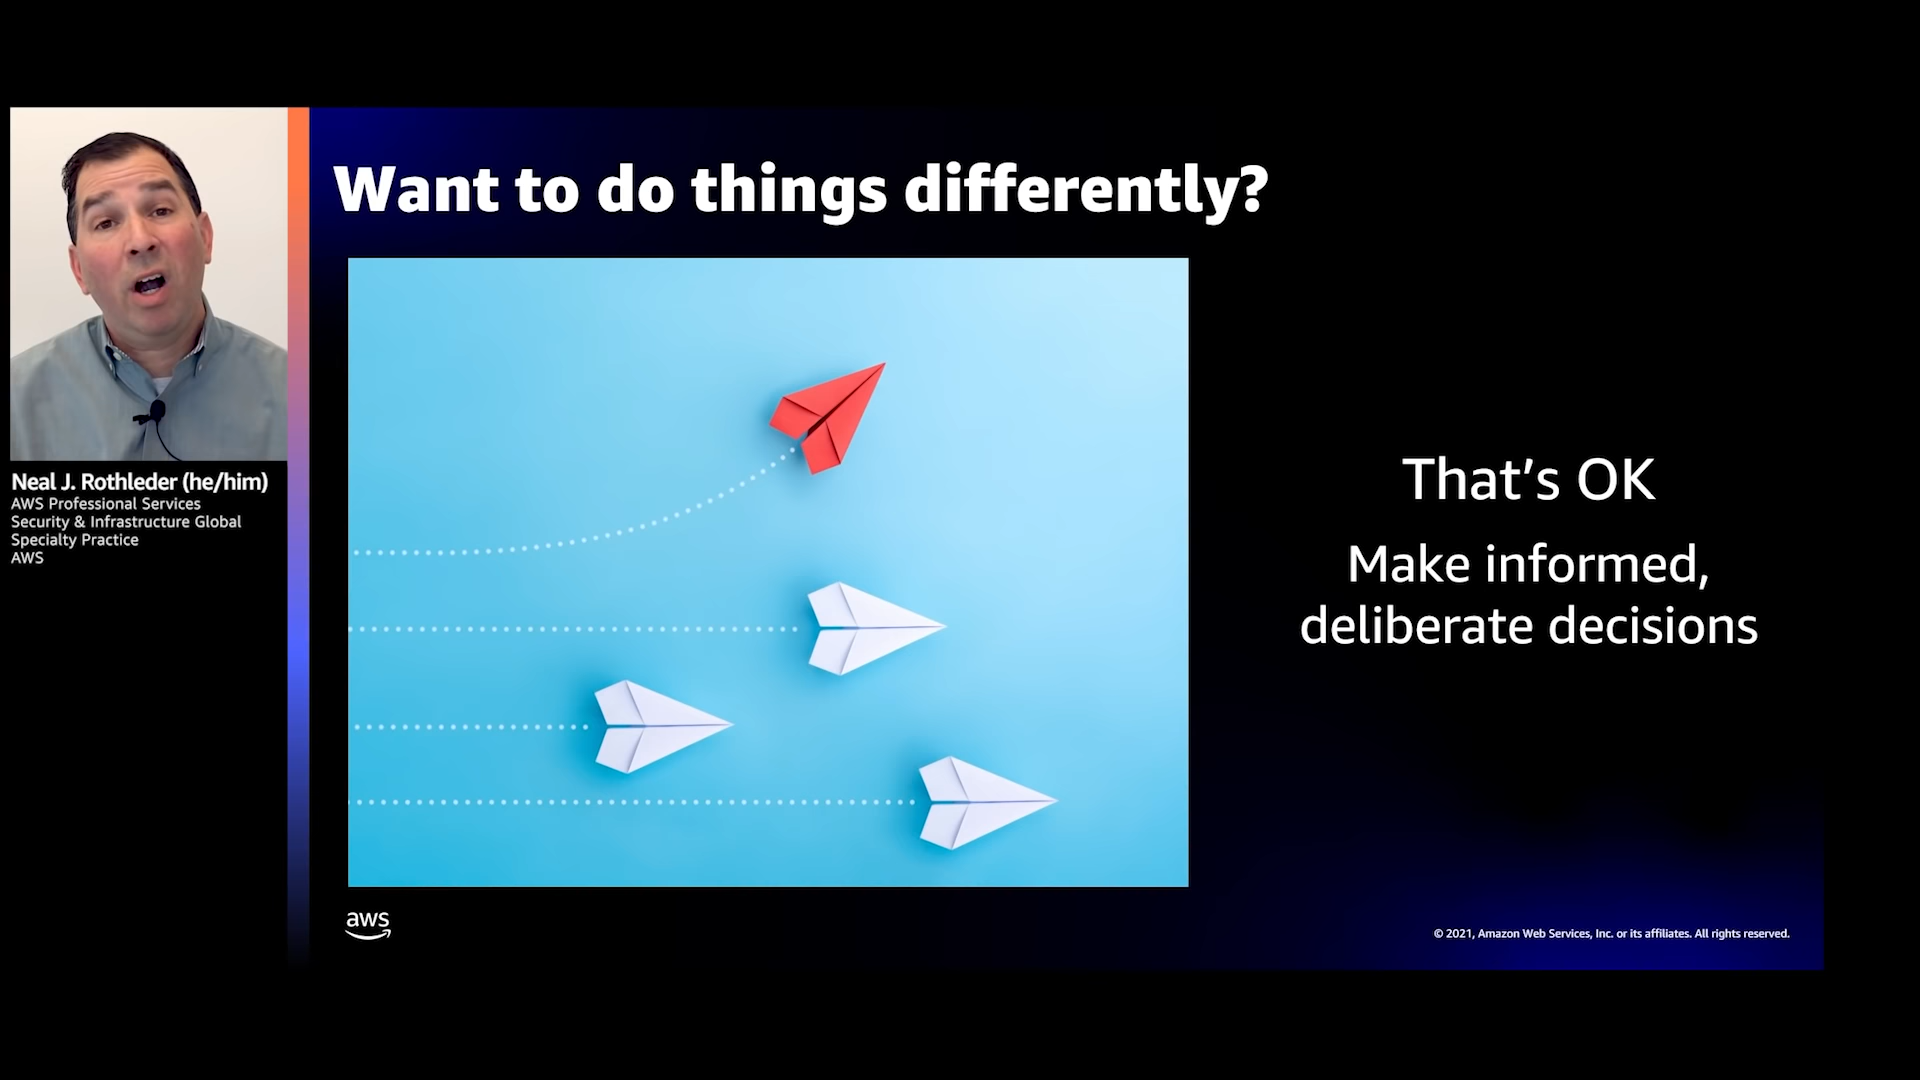 Want to do things differently?
Neal J. Rothleder (he/him)
AWS Professional Services
Security & Infrastructure Global
Specialty Practice
AWS
That's OK
Make informed,
deliberate decisions
aws
© 2021, Amazon Web Services, Inc. or its affiliates. All rights reserved.